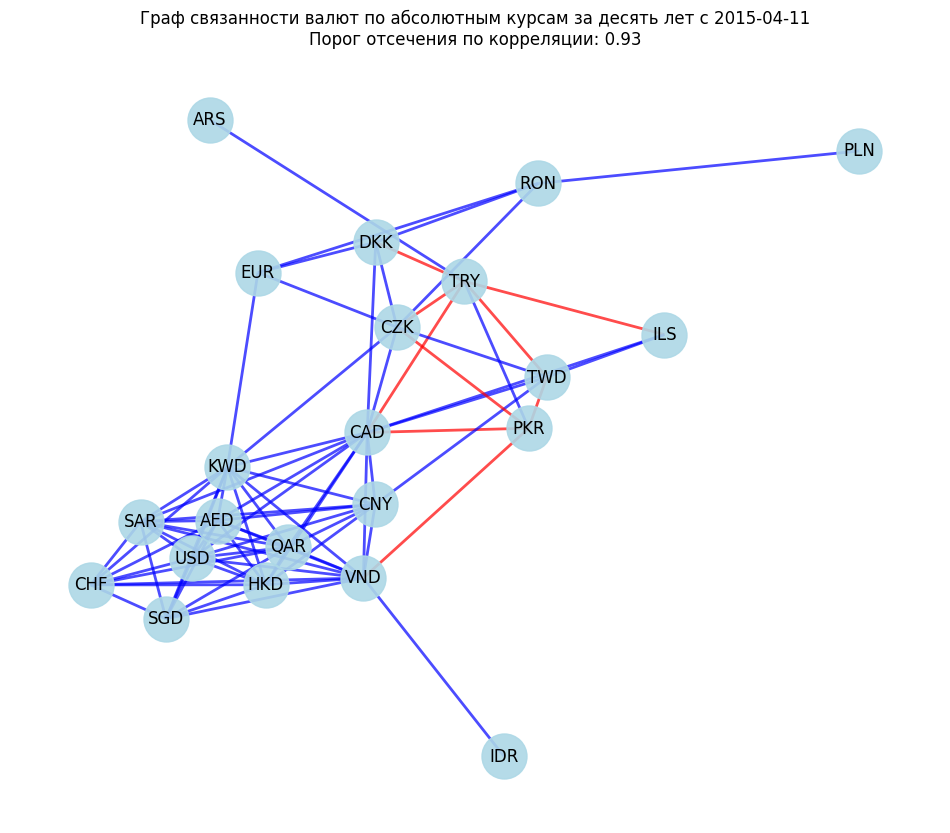 Граф связанности валют по абсолютным курсам за десять лет с 2015-04-11
Порог отсечения по корреляции: 0.93
ARS
PLN
RON
DKK
EUR
TRY
CZK
ILS
TWD
CAD
PKR
KWD
CNY
SAR
AED
QAR
USD
VND
CHF
HKD
SGD
IDR